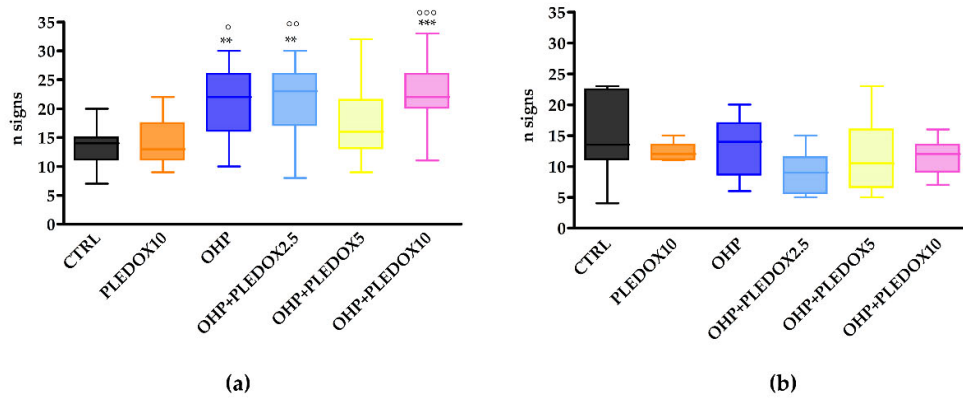 35
30
25
20
15
10
5
0
n signs
°
**
°°
**
°°°
***
CTRL
PLEDOX10
OHP
OHP+PLEDOX2.5
OHP+PLEDOX5
OHP+PLEDOX10
(a)
35
30
25
20
15
10
5
0
n signs
CTRL
PLEDOX10
OHP
OHP+PLEDOX2.5
OHP+PLEDOX5
OHP+PLEDOX10
(b)